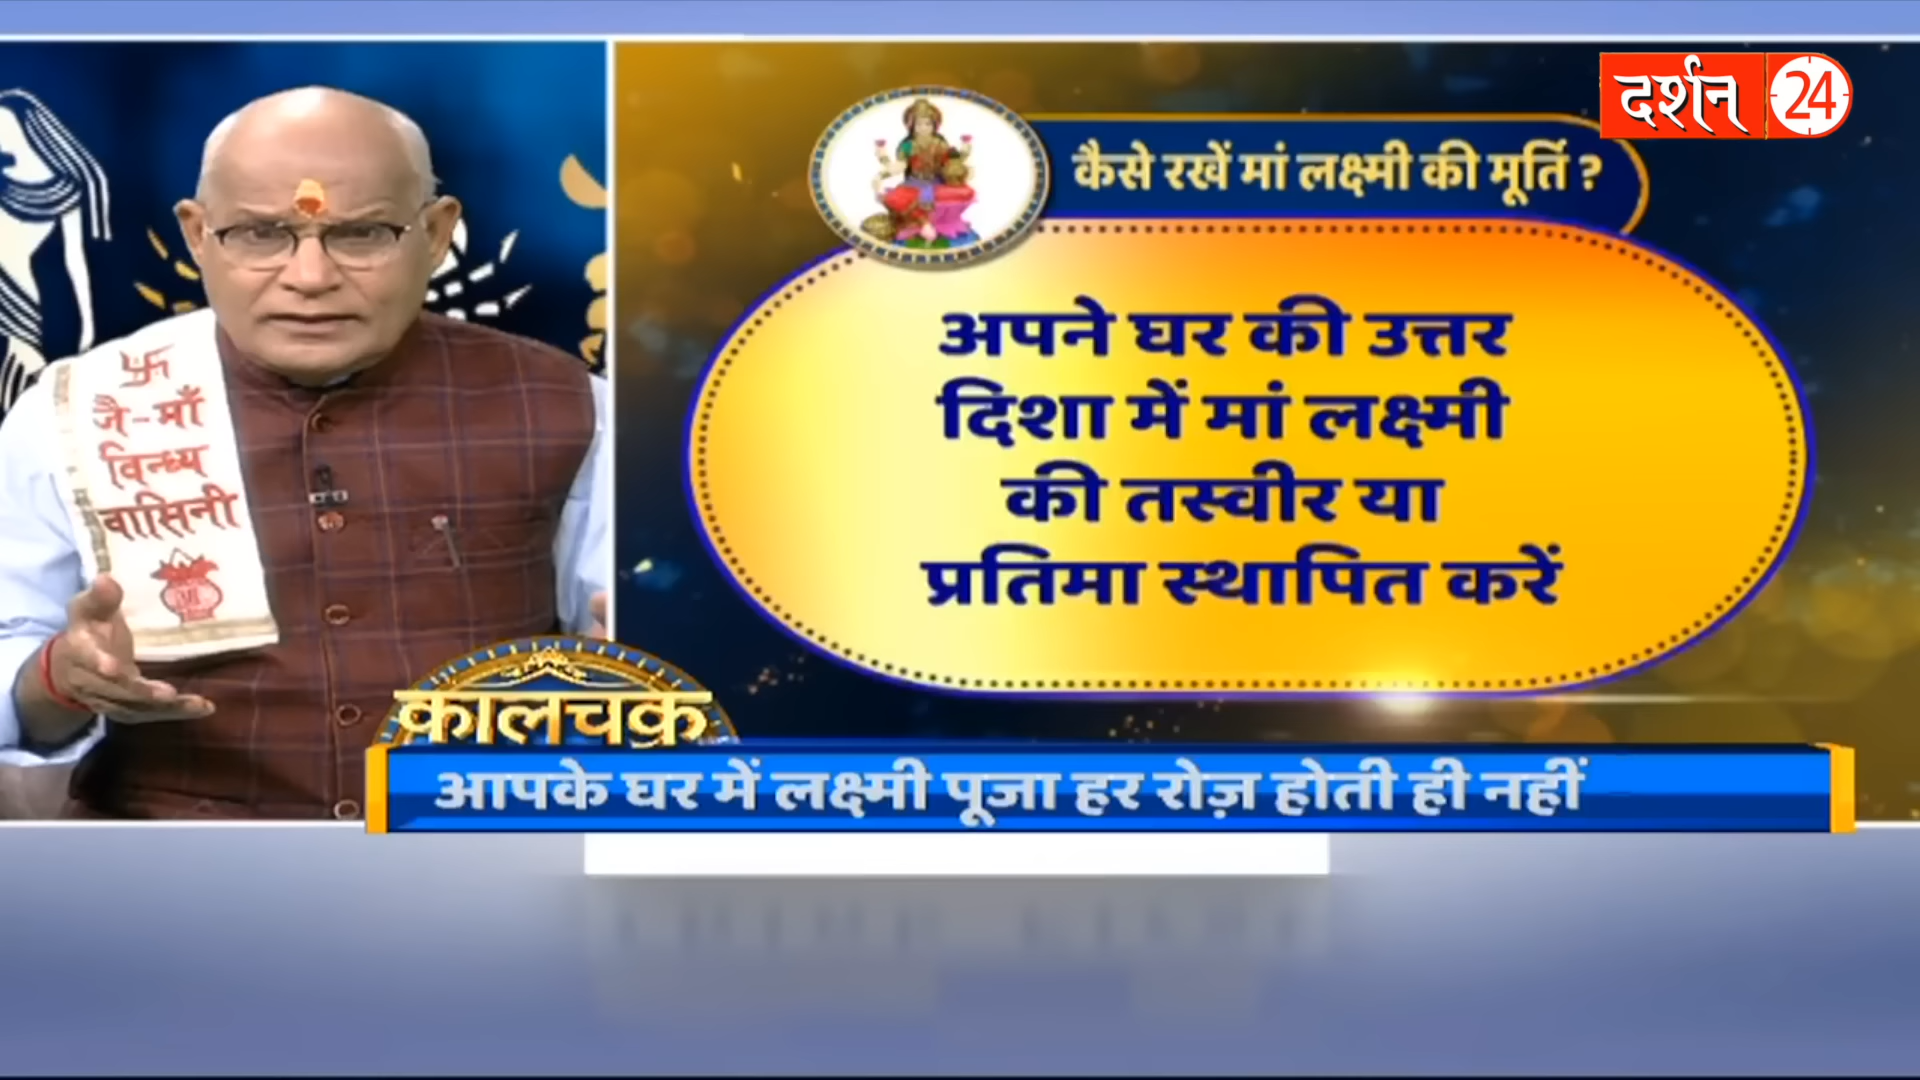 दर्शन 24
कैसे रखें मां लक्ष्मी की मूर्ति ?
अपने घर की उत्तर
दिशा में मां लक्ष्मी
की तस्वीर या
प्रतिमा स्थापित करें
जै-माँ
विन्ध्य
वासिनी
कालचक्र
आपके घर में लक्ष्मी पूजा हर रोज़ होती ही नहीं